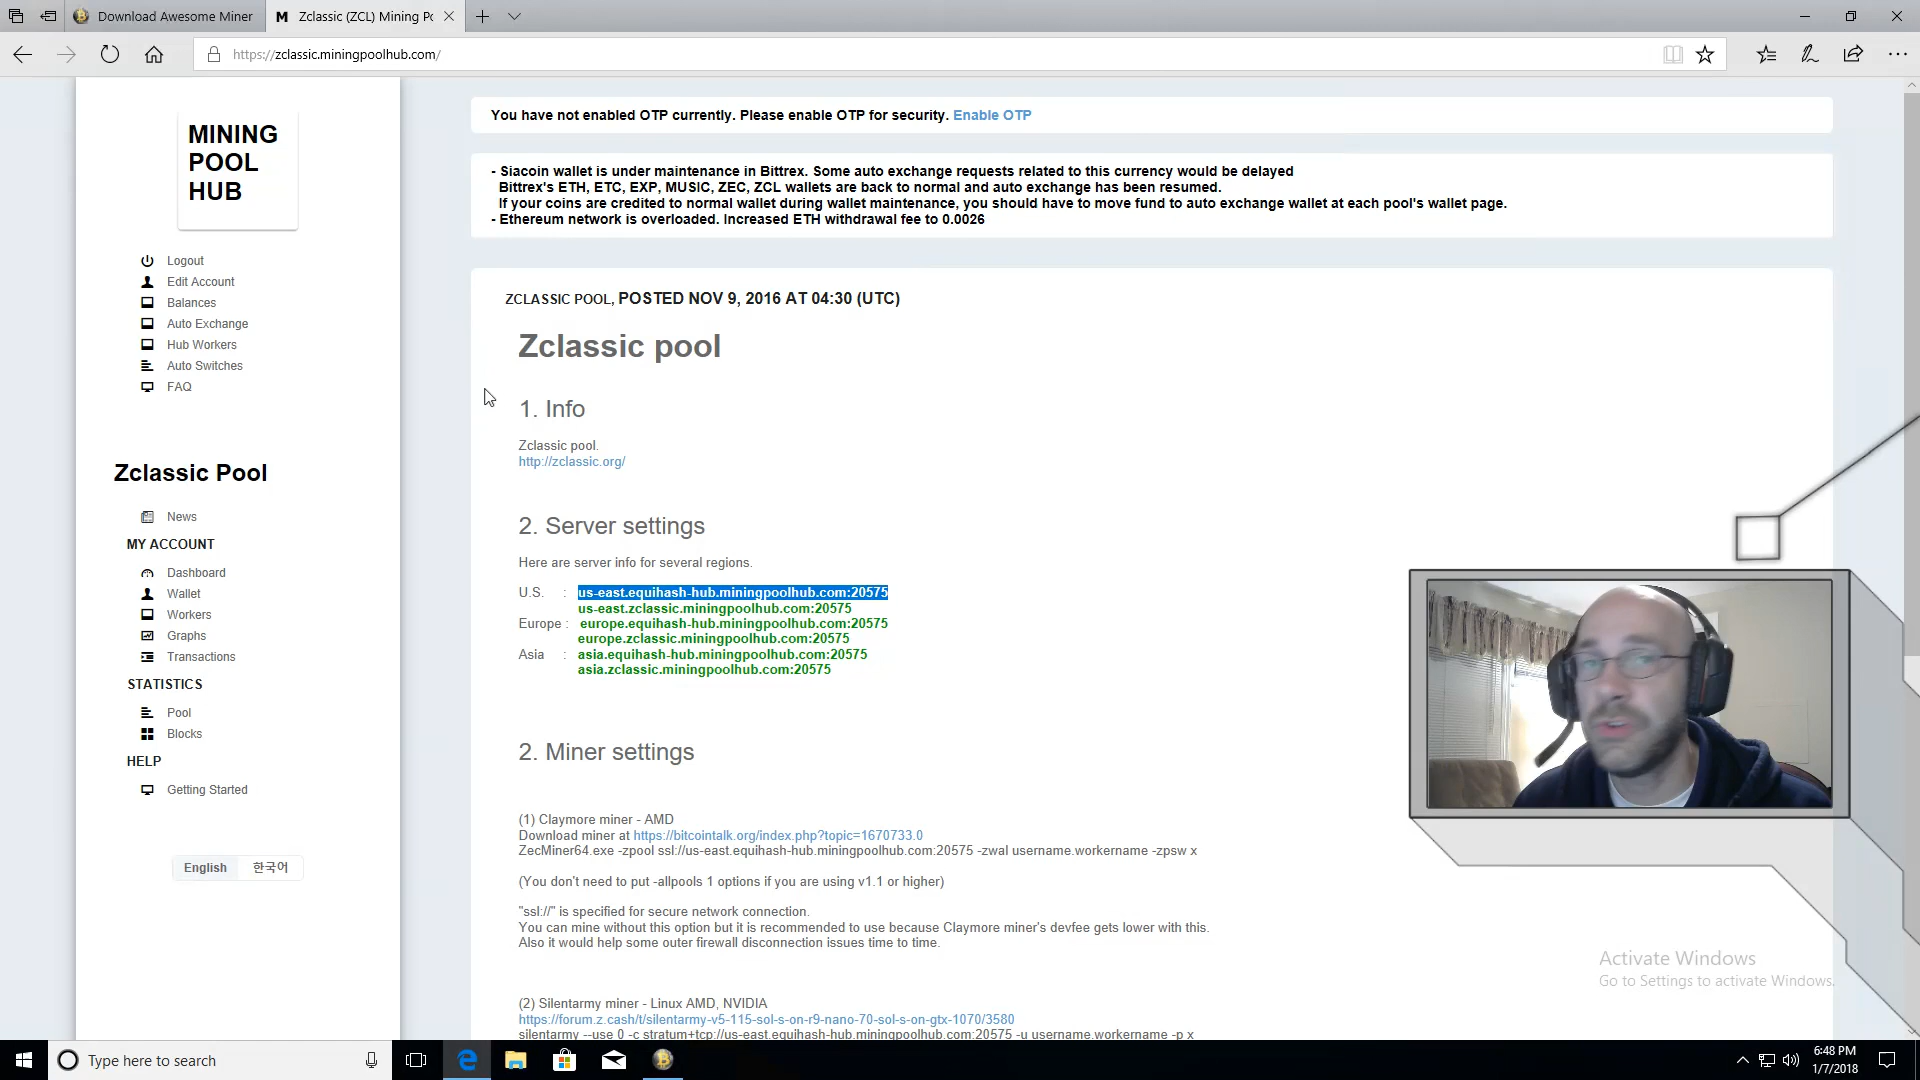 Download Awesome Miner
M Zclassic (ZCL) Mining Pc
https://zclassic.miningpoolhub.com/
MINING
POOL
HUB
Logout
Edit Account
Balances
Auto Exchange
Hub Workers
Auto Switches
FAQ
Zclassic Pool
News
MY ACCOUNT
Dashboard
Wallet
Workers
Graphs
Transactions
STATISTICS
Pool
Blocks
HELP
Getting Started
English 한국어
You have not enabled OTP currently. Please enable OTP for security. Enable OTP
- Siacoin wallet is under maintenance in Bittrex. Some auto exchange requests related to this currency would be delayed
Bittrex's ETH, ETC, EXP, MUSIC, ZEC, ZCL wallets are back to normal and auto exchange has been resumed.
If your coins are credited to normal wallet during wallet maintenance, you should have to move fund to auto exchange wallet at each pool's wallet page.
- Ethereum network is overloaded. Increased ETH withdrawal fee to 0.0026
ZCLASSIC POOL, POSTED NOV 9, 2016 AT 04:30 (UTC)
Zclassic pool
1. Info
Zclassic pool.
http://zclassic.org/
2. Server settings
Here are server info for several regions.
U.S. : us-east.equihash-hub.miningpoolhub.com:20575
us-east.zclassic.miningpoolhub.com:20575
Europe : europe.equihash-hub.miningpoolhub.com:20575
europe.zclassic.miningpoolhub.com:20575
Asia : asia.equihash-hub.miningpoolhub.com:20575
asia.zclassic.miningpoolhub.com:20575
2. Miner settings
(1) Claymore miner - AMD
Download miner at https://bitcointalk.org/index.php?topic=1670733.0
ZecMiner64.exe -zpool ssl://us-east.equihash-hub.miningpoolhub.com:20575 -zwal username.workername -zpsw x
(You don't need to put -allpools 1 options if you are using v1.1 or higher)
"ssl://" is specified for secure network connection.
You can mine without this option but it is recommended to use because Claymore miner's devfee gets lower with this.
Also it would help some outer firewall disconnection issues time to time.
(2) Silentarmy miner - Linux AMD, NVIDIA
https://forum.z.cash/t/silentarmy-v5-115-sol-s-on-r9-nano-70-sol-s-on-gtx-1070/3580
silentarmy --use 0 -c stratum+tcp://us-east.equihash-hub.miningpoolhub.com:20575 -u username.workername -p x
Activate Windows
Go to Settings to activate Windows.
Type here to search
6:48 PM
1/7/2018